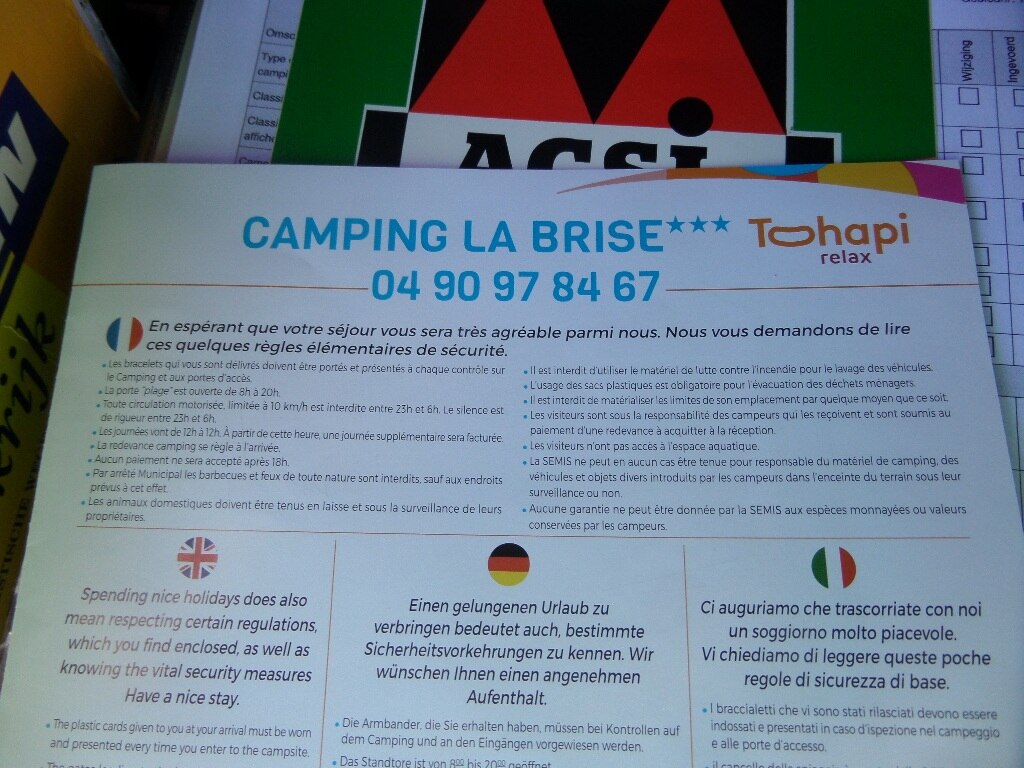 Omsc
Type
campi
Classi
Classi
affiche
ACSI
Wijziging
Ingevoerd
CAMPING LA BRISE★★★
Toohapi
relax
04 90 97 84 67
En espérant que votre séjour vous sera très agréable parmi nous. Nous vous demandons de lire
ces quelques règles élémentaires de sécurité.
• Les bracelets qui vous sont délivrés doivent être portés et présentés à chaque contrôle sur
le Camping et aux portes d'accès.
• La porte "plage" est ouverte de 8h à 20h.
• Toute circulation motorisée, limitée à 10 km/h est interdite entre 23h et 6h. Le silence est
de rigueur entre 23h et 6h.
• Les journées vont de 12h à 12h. À partir de cette heure, une journée supplémentaire sera facturée.
• La redevance camping se règle à l'arrivée.
• Aucun paiement ne sera accepté après 18h.
• Par arrêté Municipal les barbecues et feux de toute nature sont interdits, sauf aux endroits
prévus à cet effet.
• Les animaux domestiques doivent être tenus en laisse et sous la surveillance de leurs
propriétaires.
• Il est interdit d'utiliser le matériel de lutte contre l'incendie pour le lavage des véhicules.
• L'usage des sacs plastiques est obligatoire pour l'évacuation des déchets ménagers.
• Il est interdit de matérialiser les limites de son emplacement par quelque moyen que ce soit.
• Les visiteurs sont sous la responsabilité des campeurs qui les reçoivent et sont soumis au
paiement d'une redevance à acquitter à la réception.
• Les visiteurs n'ont pas accès à l'espace aquatique.
• La SEMIS ne peut en aucun cas être tenue pour responsable du matériel de camping, des
véhicules et objets divers introduits par les campeurs dans l'enceinte du terrain sous leur
surveillance ou non.
• Aucune garantie ne peut être donnée par la SEMIS aux espèces monnayées ou valeurs
conservées par les campeurs.
Spending nice holidays does also
mean respecting certain regulations,
which you find enclosed, as well as
knowing the vital security measures
Have a nice stay.
• The plastic cards given to you at your arrival must be worn
and presented every time you enter to the campsite.
Einen gelungenen Urlaub zu
verbringen bedeutet auch, bestimmte
Sicherheitsvorkehrungen zu kennen. Wir
wünschen Ihnen einen angenehmen
Aufenthalt.
• Die Armbander, die Sie erhalten haben, müssen bei Kontrollen auf
dem Camping und an den Eingängen vorgewiesen werden.
• Das Standtore ist von 8⁰⁰ bis 20⁰⁰ geöffnet.
Ci auguriamo che trascorriate con noi
un soggiorno molto piacevole.
Vi chiediamo di leggere queste poche
regole di sicurezza di base.
• I braccialetti che vi sono stati rilasciati devono essere
indossati e presentati in caso d'ispezione nel campeggio
e alle porte d'accesso.